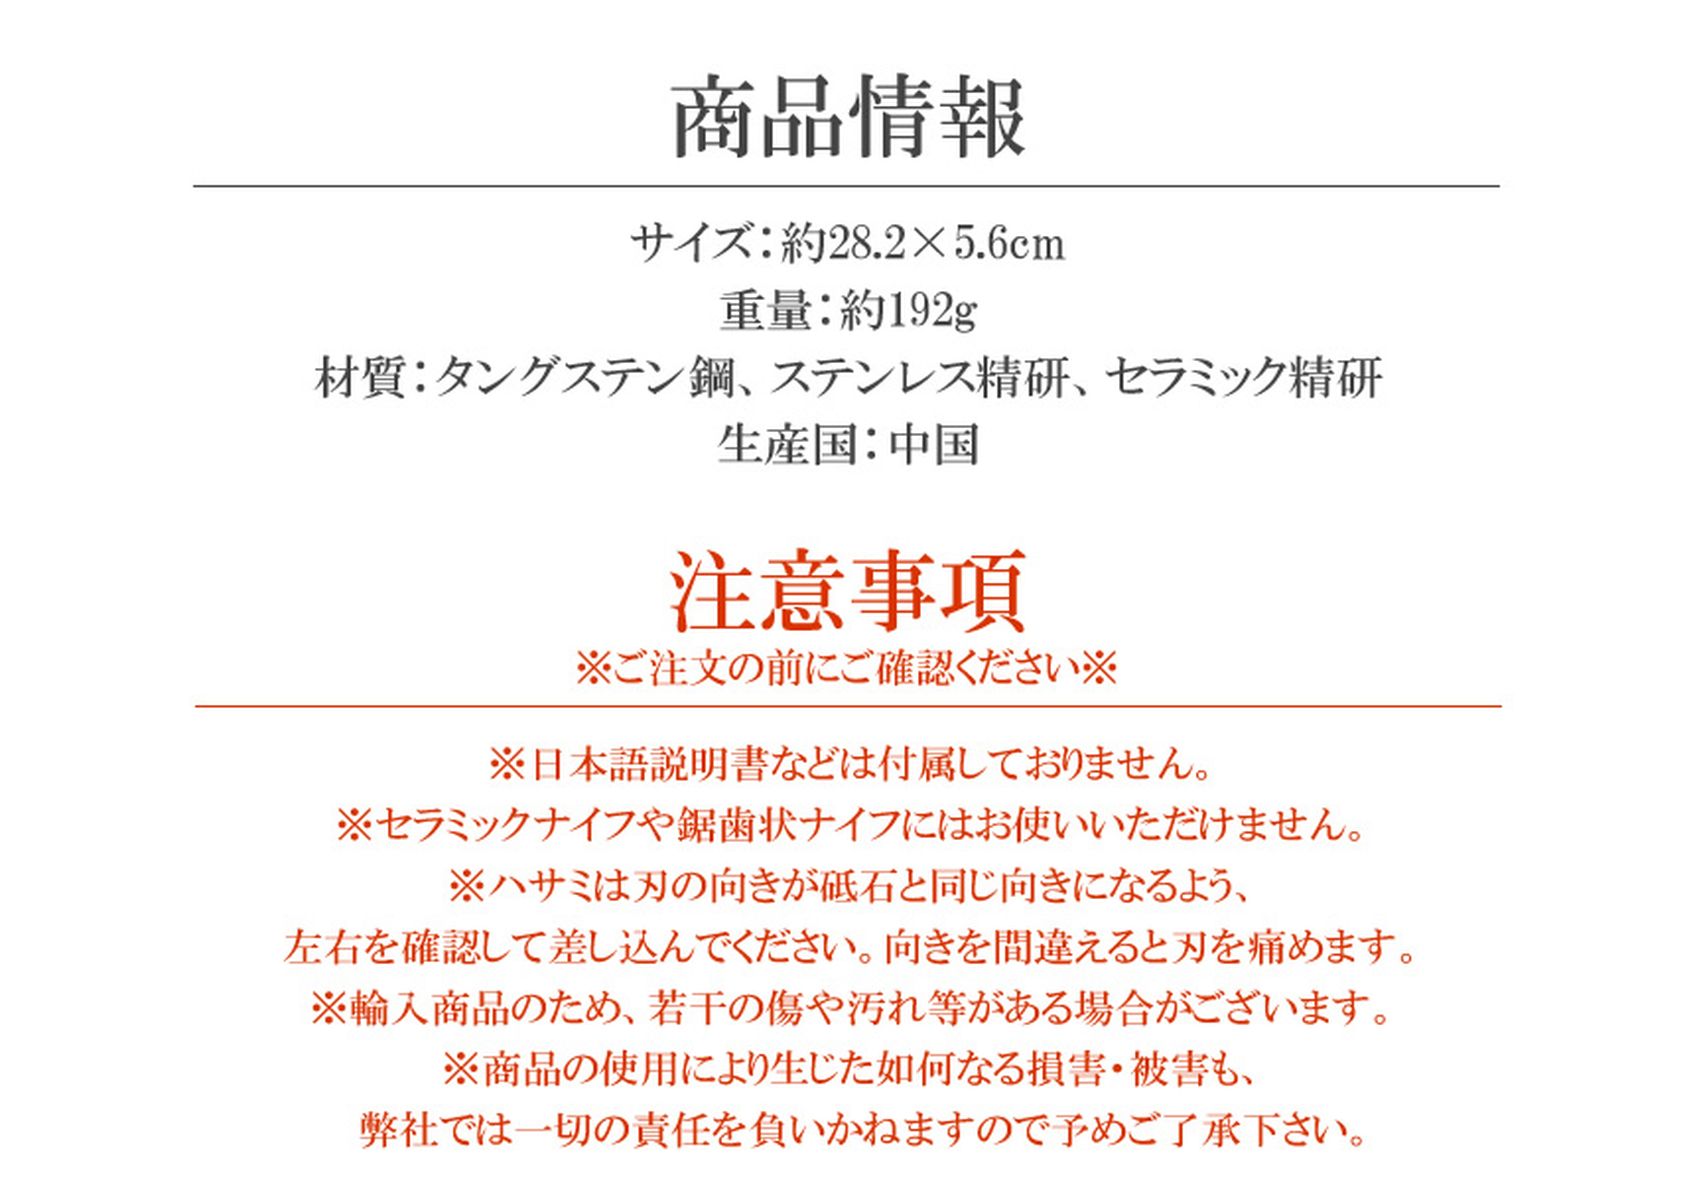 商品情報
サイズ：約28.2×5.6cm
重量：約192g
材質：タングステン鋼、ステンレス精研、セラミック精研
生産国：中国
注意事項
※ご注文の前にご確認ください※
※日本語説明書などは付属しておりません。
※セラミックナイフや鋸歯状ナイフにはお使いいただけません。
※ハサミは刃の向きが砥石と同じ向きになるよう、
左右を確認して差し込んでください。向きを間違えると刃を痛めます。
※輸入商品のため、若干の傷や汚れ等がある場合がございます。
※商品の使用により生じた如何なる損害・被害も、
弊社では一切の責任を負いかねますので予めご了承下さい。